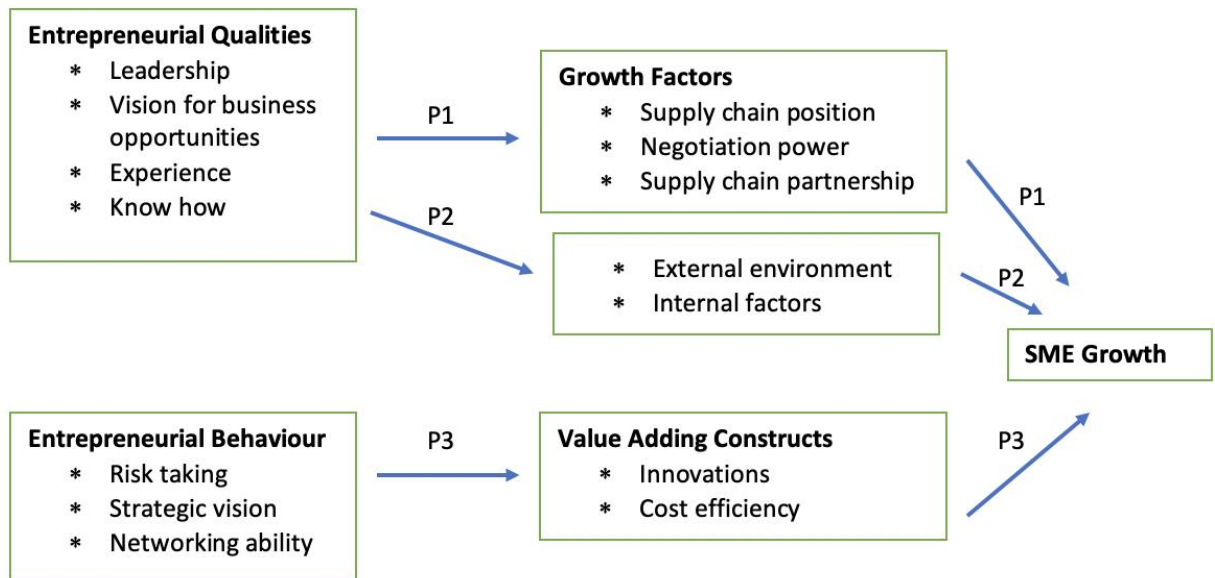 Entrepreneurial Qualities
* Leadership
* Vision for business
opportunities
* Experience
* Know how
P1
P2
Growth Factors
* Supply chain position
* Negotiation power
* Supply chain partnership
* External environment
* Internal factors
P1
P2
SME Growth
Entrepreneurial Behaviour
* Risk taking
* Strategic vision
* Networking ability
P3
Value Adding Constructs
* Innovations
* Cost efficiency
P3